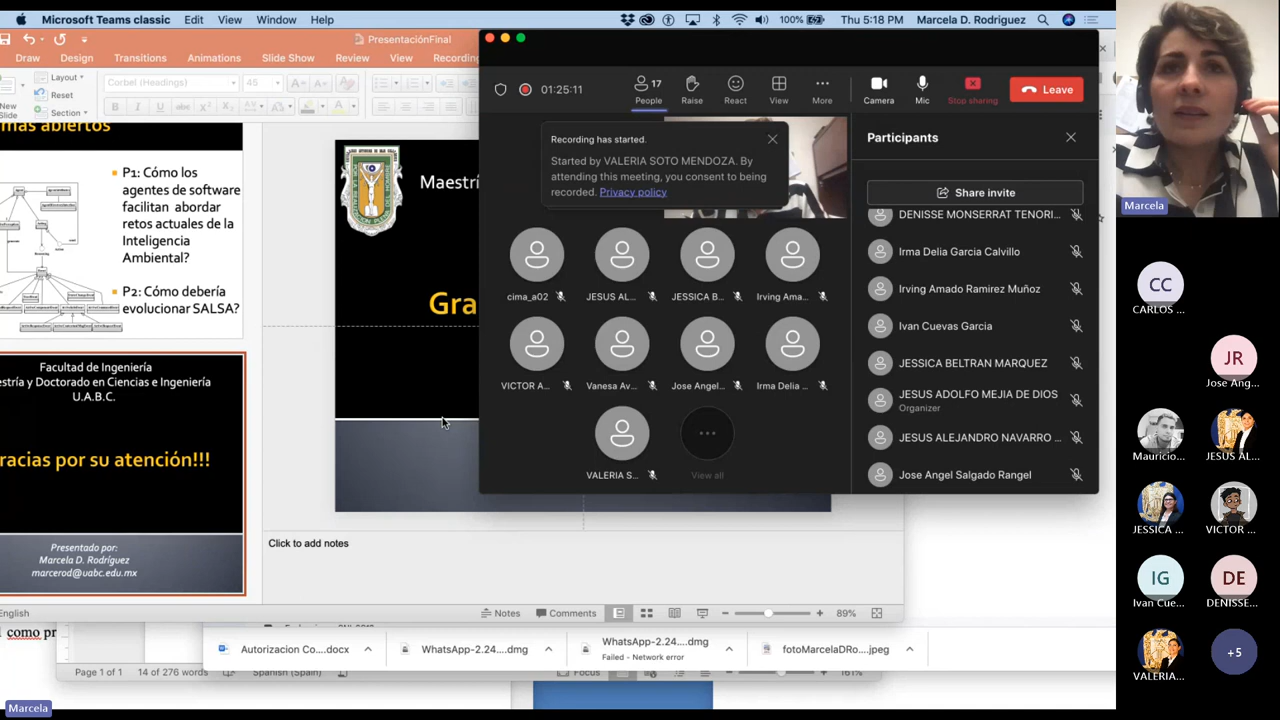 Microsoft Teams classic Edit View Window Help
100% Thu 5:18 PM Marcela D. Rodriguez
PresentaciónFinal
Draw Design Transitions Animations Slide Show Review View Recording
New
Slide
Layout
Reset
Section
Corbel (Headings) 45
B I U abc
mas abiertos
P1: Cómo los
agentes de software
facilitan abordar
retos actuales de la
Inteligencia
Ambiental?
P2: Cómo debería
evolucionar SALSA?
Facultad de Ingeniería
estría y Doctorado en Ciencias e Ingeniería
U.A.B.C.
racias por su atención!!!
Presentado por:
Marcela D. Rodríguez
marcerod@uabc.edu.mx
Maestrí
Gra
Click to add notes
English
Notes Comments
89%
01:25:11
17
People Raise React View More Camera Mic Stop sharing Leave
Recording has started.
Started by VALERIA SOTO MENDOZA. By
attending this meeting, you consent to being
recorded. Privacy policy
cima_a02 JESUS AL... JESSICA B... Irving Ama...
VICTOR A... Vanesa Av... Jose Angel... Irma Delia ...
VALERIA S... View all
Participants
Share invite
DENISSE MONSERRAT TENORI...
Irma Delia Garcia Calvillo
Irving Amado Ramirez Muñoz
Ivan Cuevas Garcia
JESSICA BELTRAN MARQUEZ
JESUS ADOLFO MEJIA DE DIOS
Organizer
JESUS ALEJANDRO NAVARRO ...
Jose Angel Salgado Rangel
Marcela
CC
CARLOS ...
JR
Jose Ang...
Mauricio... JESUS AL...
JESSICA ... VICTOR ...
IG DE
Ivan Cue... DENISSE...
VALERIA...
+5
l como pr
Autorizacion Co....docx
WhatsApp-2.24....dmg
WhatsApp-2.24....dmg
Failed - Network error
fotoMarcelaDRo....jpeg
Page 1 of 1 14 of 276 words Spanish (Spain) Focus 161%
Marcela